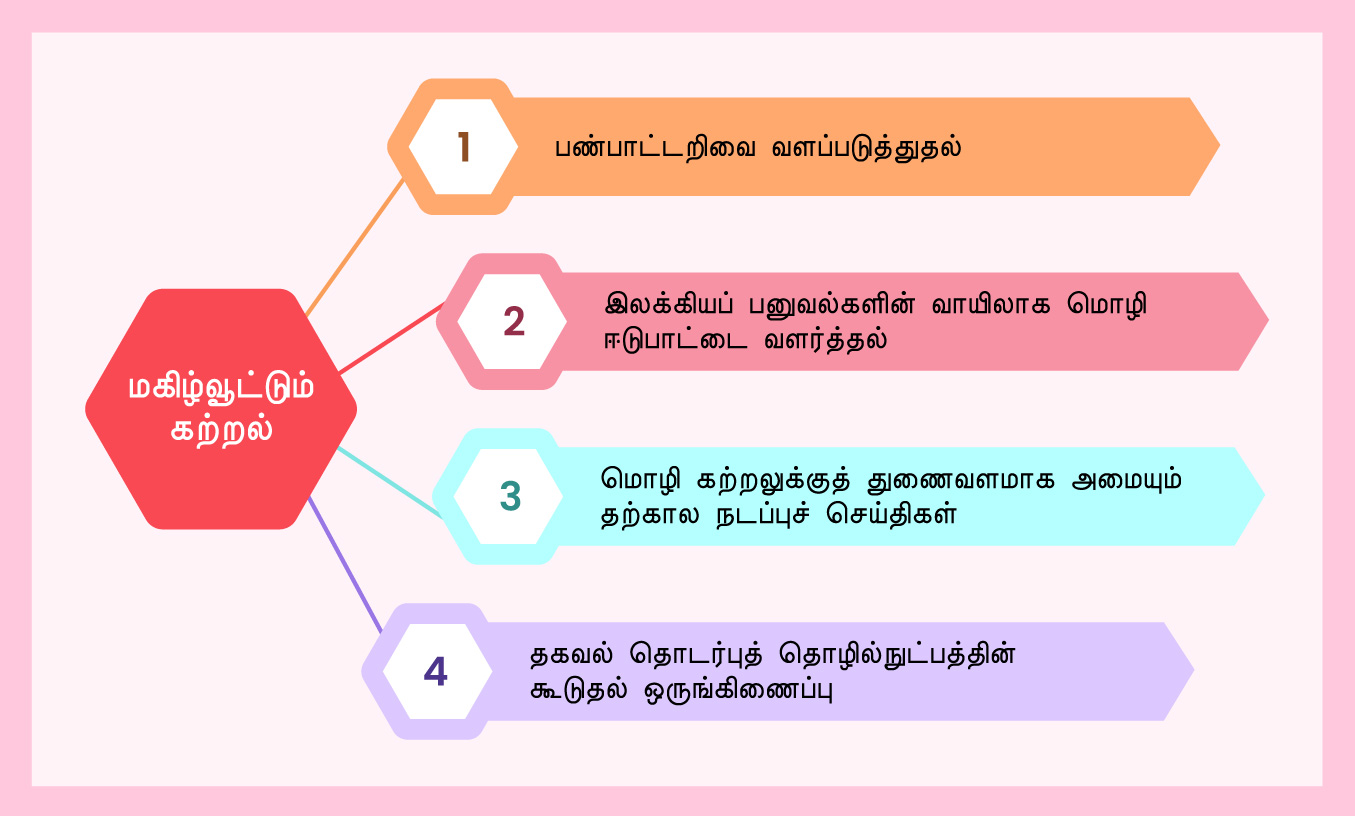 மகிழ்வூட்டும்
கற்றல்
1
பண்பாட்டறிவை வளப்படுத்துதல்
2
இலக்கியப் பனுவல்களின் வாயிலாக மொழி
ஈடுபாட்டை வளர்த்தல்
3
மொழி கற்றலுக்குத் துணைவளமாக அமையும்
தற்கால நடப்புச் செய்திகள்
4
தகவல் தொடர்புத் தொழில்நுட்பத்தின்
கூடுதல் ஒருங்கிணைப்பு